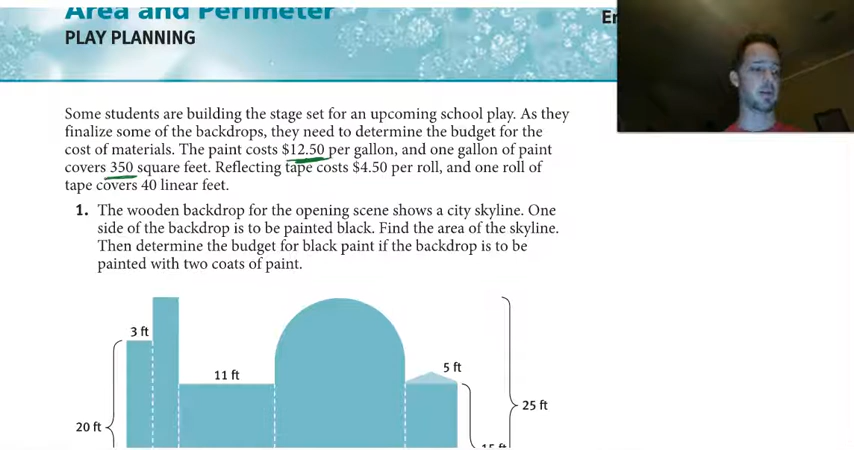 Area and Perimeter
PLAY PLANNING
Some students are building the stage set for an upcoming school play. As they
finalize some of the backdrops, they need to determine the budget for the
cost of materials. The paint costs $12.50 per gallon, and one gallon of paint
covers 350 square feet. Reflecting tape costs $4.50 per roll, and one roll of
tape covers 40 linear feet.
1. The wooden backdrop for the opening scene shows a city skyline. One
side of the backdrop is to be painted black. Find the area of the skyline.
Then determine the budget for black paint if the backdrop is to be
painted with two coats of paint.
3 ft
11 ft
5 ft
25 ft
20 ft
15 ft